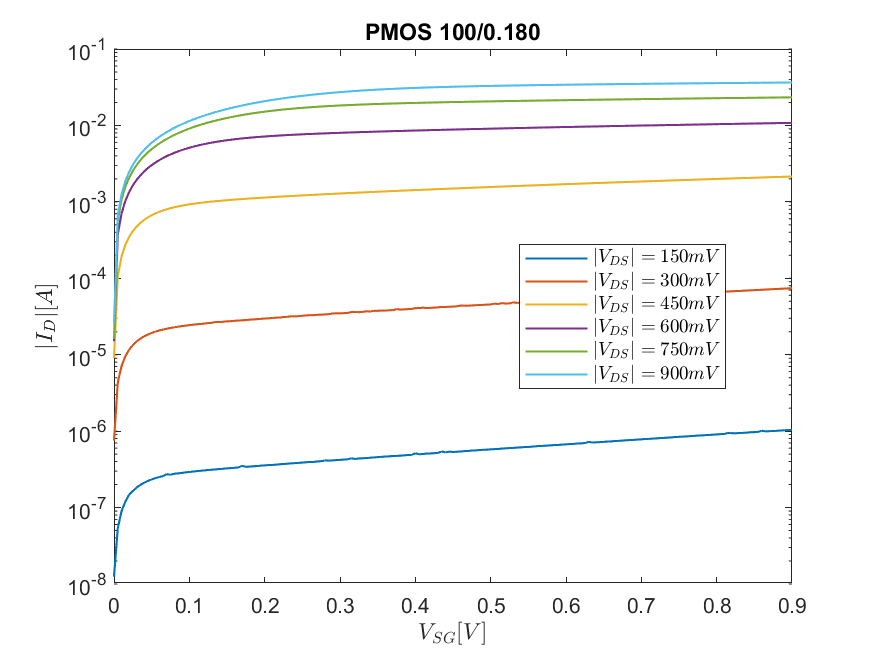 PMOS 100/0.180
10^-1
10^-2
10^-3
10^-4
10^-5
10^-6
10^-7
10^-8
|I_D|[A]
|V_DS| = 150mV
|V_DS| = 300mV
|V_DS| = 450mV
|V_DS| = 600mV
|V_DS| = 750mV
|V_DS| = 900mV
0 0.1 0.2 0.3 0.4 0.5 0.6 0.7 0.8 0.9
V_SG[V]